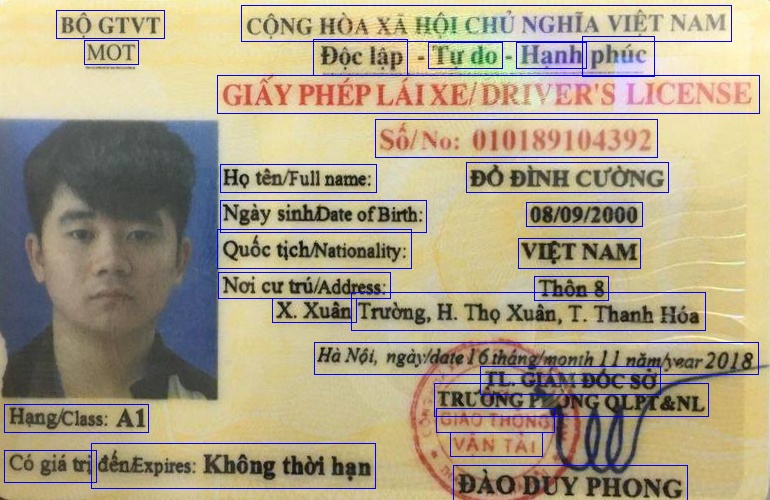 BỘ GTVT
MOT
CỘNG HÒA XÃ HỘI CHỦ NGHĨA VIỆT NAM
Độc lập - Tự do - Hạnh phúc
GIẤY PHÉP LÁI XE/DRIVER'S LICENSE
Số/No: 010189104392
Họ tên/Full name: ĐỖ ĐÌNH CƯỜNG
Ngày sinh/Date of Birth: 08/09/2000
Quốc tịch/Nationality: VIỆT NAM
Nơi cư trú/Address: Thôn 8
X. Xuân Trường, H. Thọ Xuân, T. Thanh Hóa
Hà Nội, ngày/date 16 tháng/month 11 năm/year 2018
TL. GIÁM ĐỐC SỞ
TRƯỞNG PHÒNG QLPT&NL
GIAO THÔNG
VẬN TẢI
Hạng/Class: A1
Có giá trị đến/Expires: Không thời hạn
ĐÀO DUY PHONG